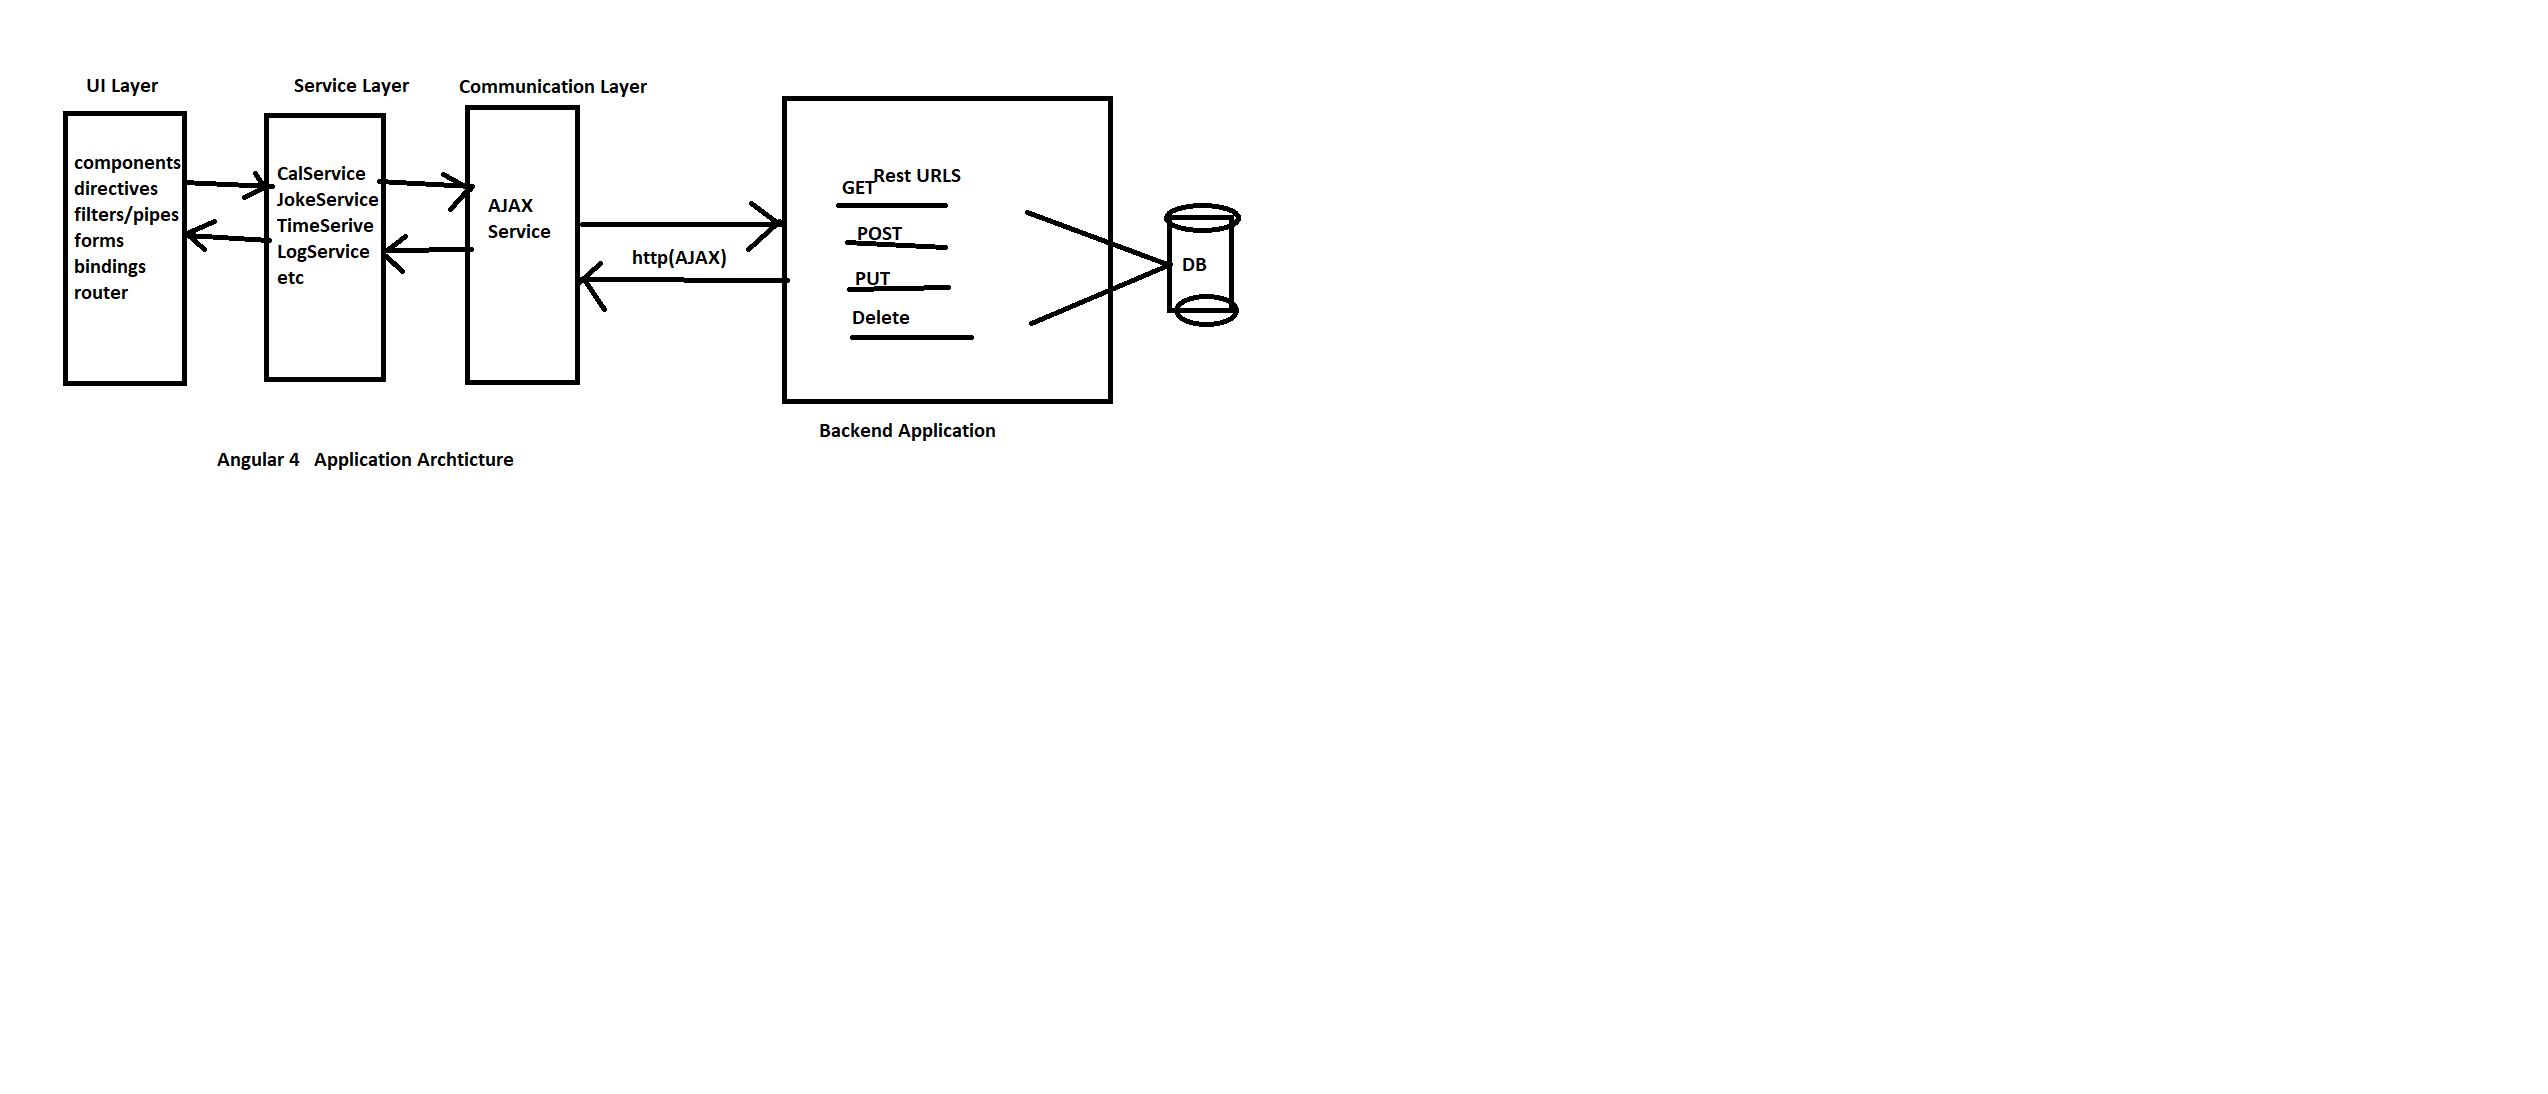 UI Layer
components
directives
filters/pipes
forms
bindings
router
Service Layer
CalService
JokeService
TimeSerive
LogService
etc
Communication Layer
AJAX
Service
http(AJAX)
Rest URLS
GET
POST
PUT
Delete
DB
Backend Application
Angular 4 Application Archticture